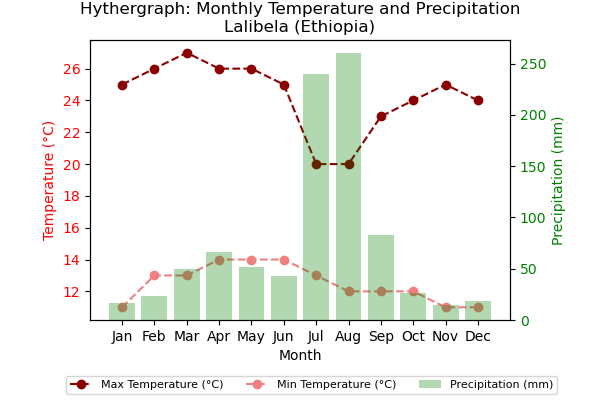 Hythergraph: Monthly Temperature and Precipitation
Lalibela (Ethiopia)
26
24
22
20
18
16
14
12
Temperature (°C)
250
200
150
100
50
0
Precipitation (mm)
Jan Feb Mar Apr May Jun Jul Aug Sep Oct Nov Dec
Month
Max Temperature (°C) Min Temperature (°C) Precipitation (mm)